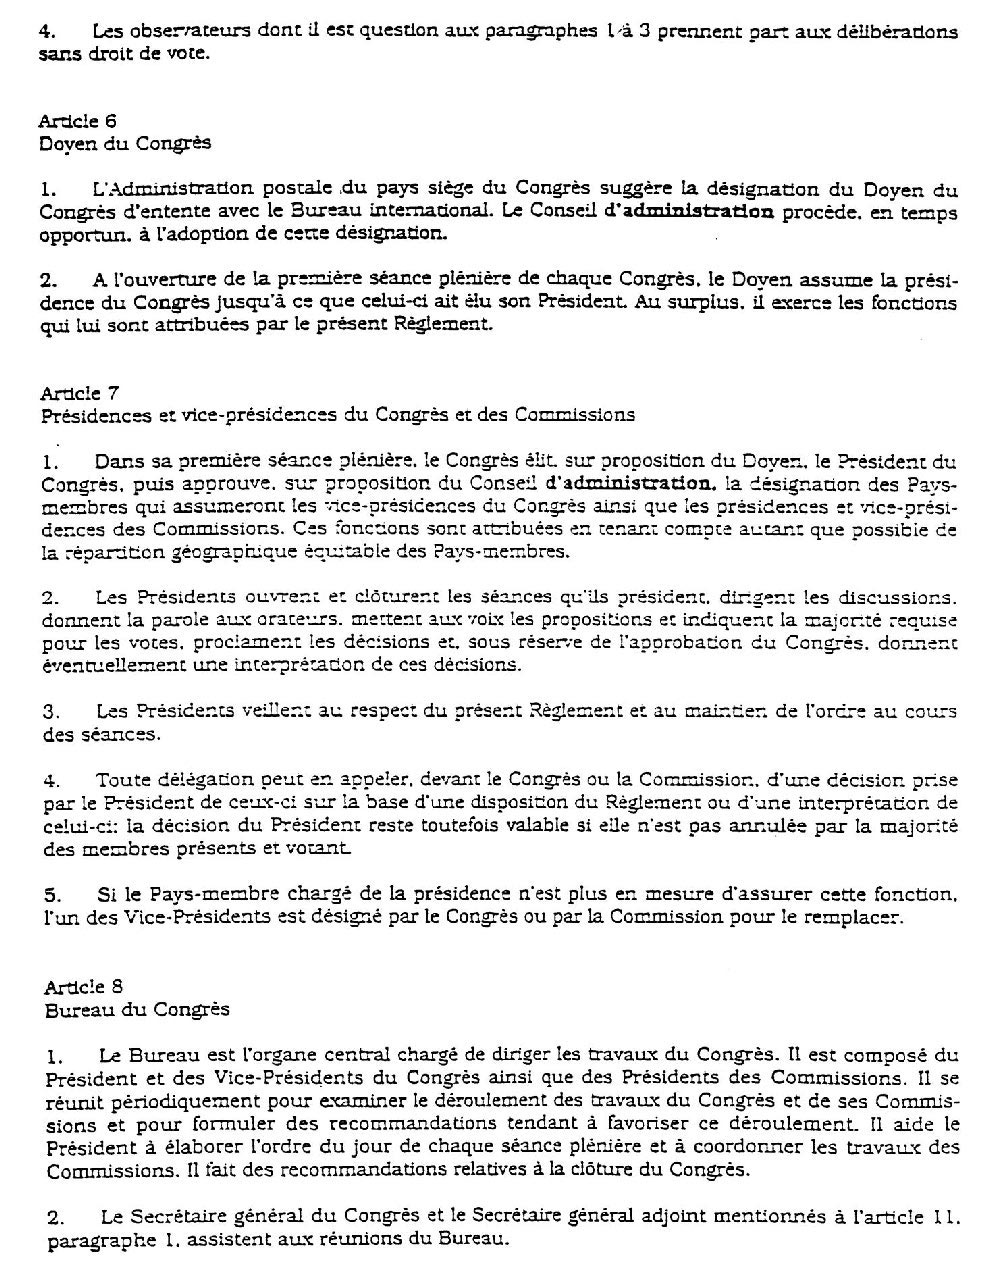 4. Les observateurs dont il est question aux paragraphes 1 à 3 prennent part aux délibérations
sans droit de vote.
Article 6
Doyen du Congrès
1. L'Administration postale du pays siège du Congrès suggère la désignation du Doyen du
Congrès d'entente avec le Bureau international. Le Conseil d'administration procède, en temps
opportun, à l'adoption de cette désignation.
2. A l'ouverture de la première séance plénière de chaque Congrès, le Doyen assume la prési-
dence du Congrès jusqu'à ce que celui-ci ait élu son Président. Au surplus, il exerce les fonctions
qui lui sont attribuées par le présent Règlement.
Article 7
Présidences et vice-présidences du Congrès et des Commissions
1. Dans sa première séance plénière, le Congrès élit, sur proposition du Doyen, le Président du
Congrès, puis approuve, sur proposition du Conseil d'administration, la désignation des Pays-
membres qui assumeront les vice-présidences du Congrès ainsi que les présidences et vice-prési-
dences des Commissions. Ces fonctions sont attribuées en tenant compte autant que possible de
la répartition géographique équitable des Pays-membres.
2. Les Présidents ouvrent et clôturent les séances qu'ils président, dirigent les discussions,
donnent la parole aux orateurs, mettent aux voix les propositions et indiquent la majorité requise
pour les votes, proclament les décisions et, sous réserve de l'approbation du Congrès, donnent
éventuellement une interprétation de ces décisions.
3. Les Présidents veillent au respect du présent Règlement et au maintien de l'ordre au cours
des séances.
4. Toute délégation peut en appeler, devant le Congrès ou la Commission, d'une décision prise
par le Président de ceux-ci sur la base d'une disposition du Règlement ou d'une interprétation de
celui-ci; la décision du Président reste toutefois valable si elle n'est pas annulée par la majorité
des membres présents et votant.
5. Si le Pays-membre chargé de la présidence n'est plus en mesure d'assurer cette fonction,
l'un des Vice-Présidents est désigné par le Congrès ou par la Commission pour le remplacer.
Article 8
Bureau du Congrès
1. Le Bureau est l'organe central chargé de diriger les travaux du Congrès. Il est composé du
Président et des Vice-Présidents du Congrès ainsi que des Présidents des Commissions. Il se
réunit périodiquement pour examiner le déroulement des travaux du Congrès et de ses Commis-
sions et pour formuler des recommandations tendant à favoriser ce déroulement. Il aide le
Président à élaborer l'ordre du jour de chaque séance plénière et à coordonner les travaux des
Commissions. Il fait des recommandations relatives à la clôture du Congrès.
2. Le Secrétaire général du Congrès et le Secrétaire général adjoint mentionnés à l'article 11,
paragraphe 1, assistent aux réunions du Bureau.